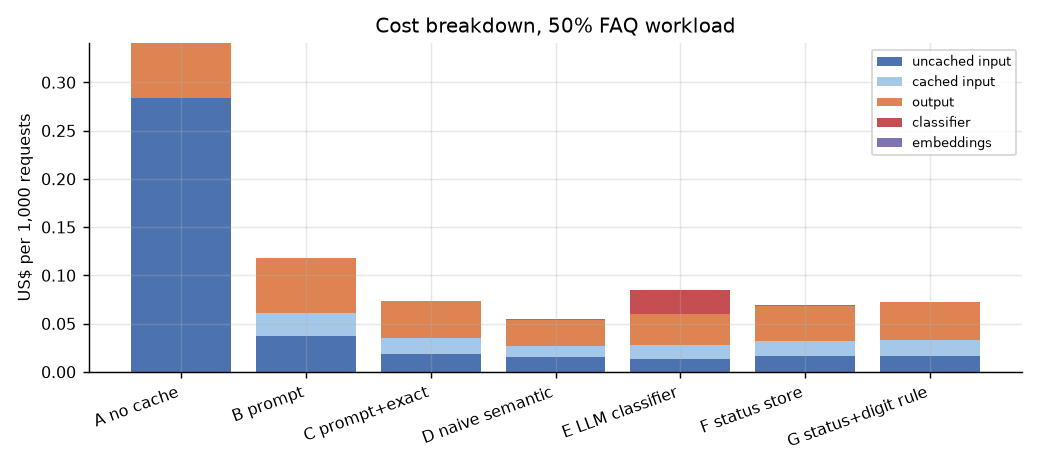 Cost breakdown, 50% FAQ workload
US$ per 1,000 requests
0.30
0.25
0.20
0.15
0.10
0.05
0.00
uncached input
cached input
output
classifier
embeddings
A no cache
B prompt
C prompt+exact
D naive semantic
E LLM classifier
F status store
G status+digit rule